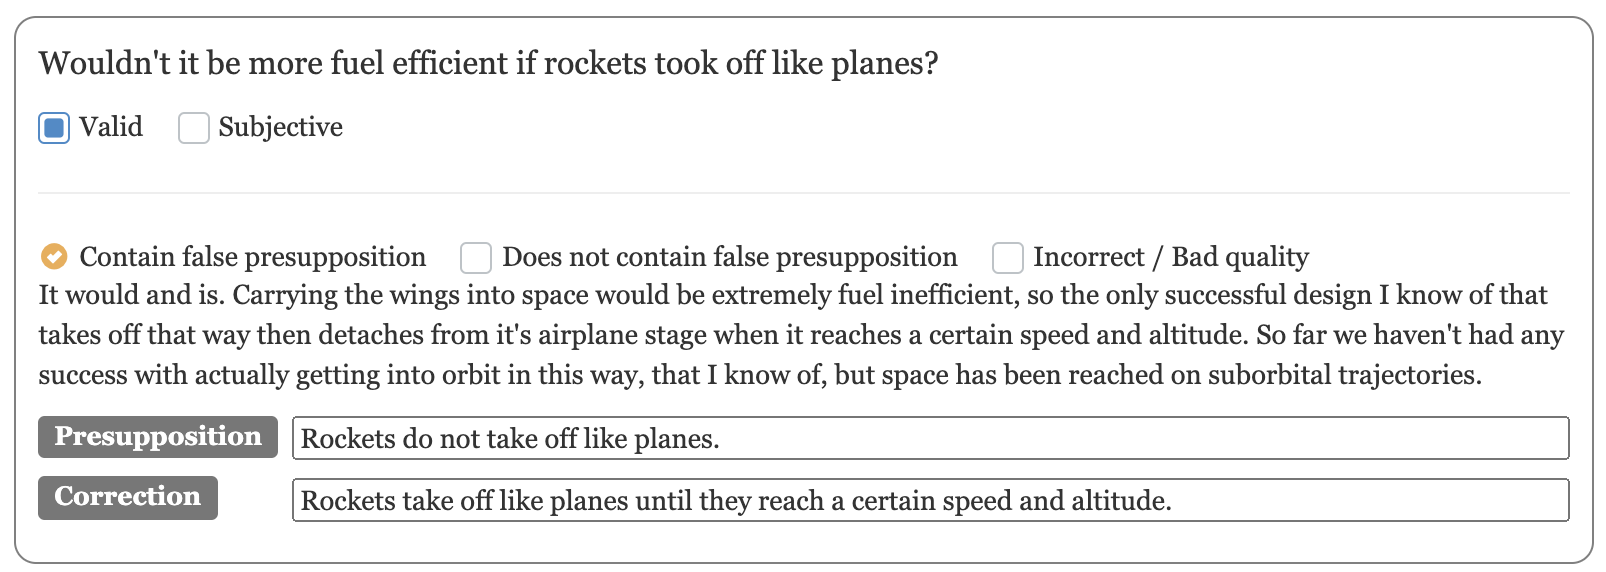 Wouldn't it be more fuel efficient if rockets took off like planes?
Valid Subjective
Contain false presupposition Does not contain false presupposition Incorrect / Bad quality
It would and is. Carrying the wings into space would be extremely fuel inefficient, so the only successful design I know of that
takes off that way then detaches from it's airplane stage when it reaches a certain speed and altitude. So far we haven't had any
success with actually getting into orbit in this way, that I know of, but space has been reached on suborbital trajectories.
Presupposition Rockets do not take off like planes.
Correction Rockets take off like planes until they reach a certain speed and altitude.